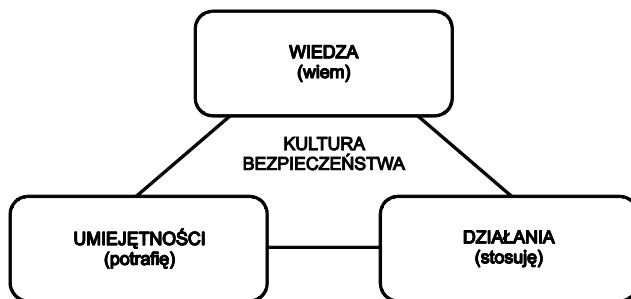 WIEDZA
(wiem)
KULTURA
BEZPIECZEŃSTWA
UMIEJĘTNOŚCI
(potrafię)
DZIAŁANIA
(stosuję)